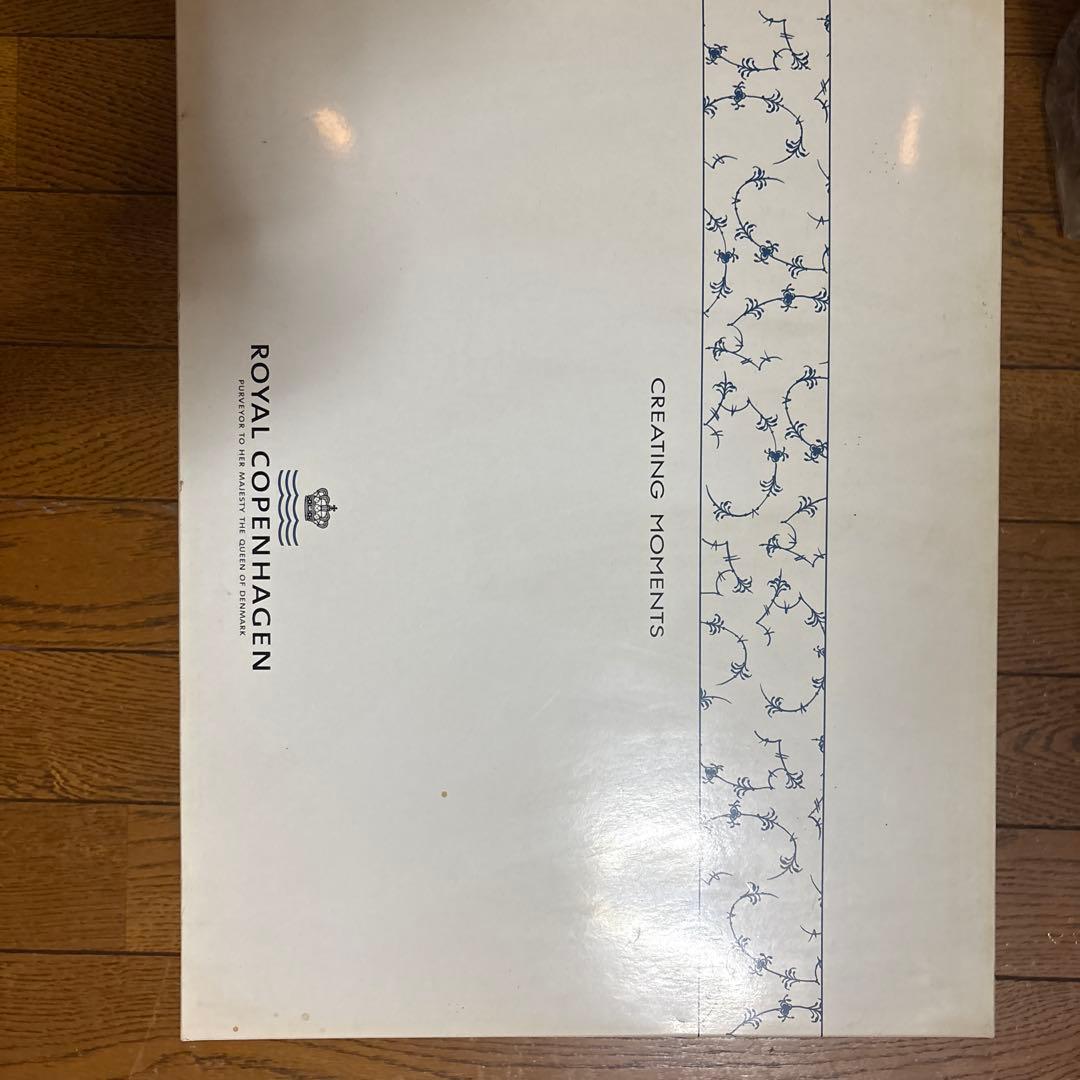 CREATING MOMENTS
ROYAL COPENHAGEN
PURVEYOR TO HER MAJESTY THE QUEEN OF DENMARK